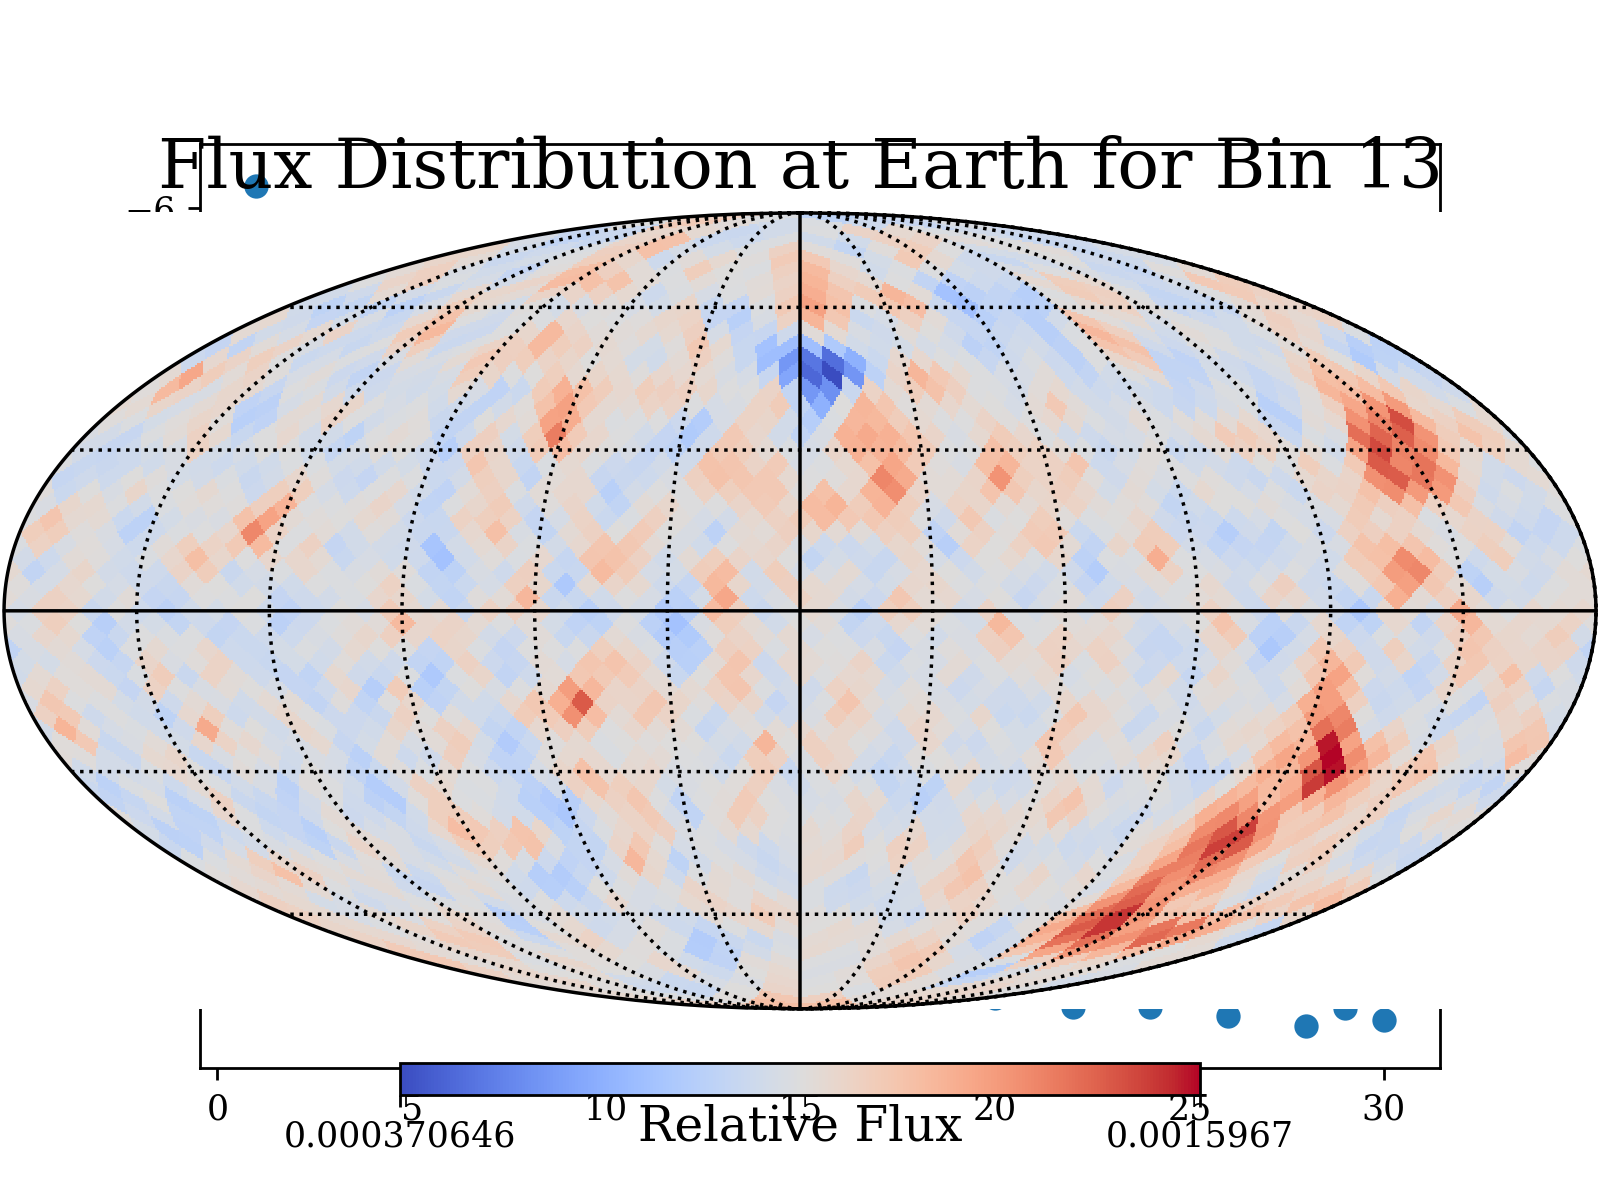 Flux Distribution at Earth for Bin 13
−6
0 5 10 15 20 25 30
Relative Flux
0.000370646 0.0015967